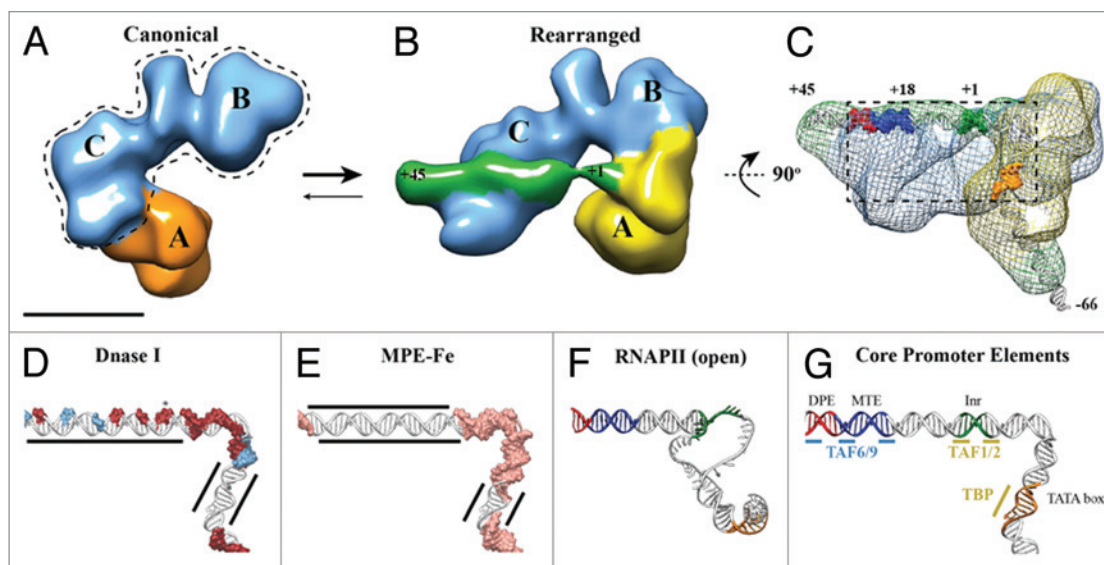 A
Canonical
B
C
A
B
Rearranged
B
C
+45
+1
A
90º
C
+45
+18
+1
-66
D
Dnase I
*
E
MPE-Fe
F
RNAPII (open)
G
Core Promoter Elements
DPE
MTE
Inr
TAF6/9
TAF1/2
TBP
TATA box